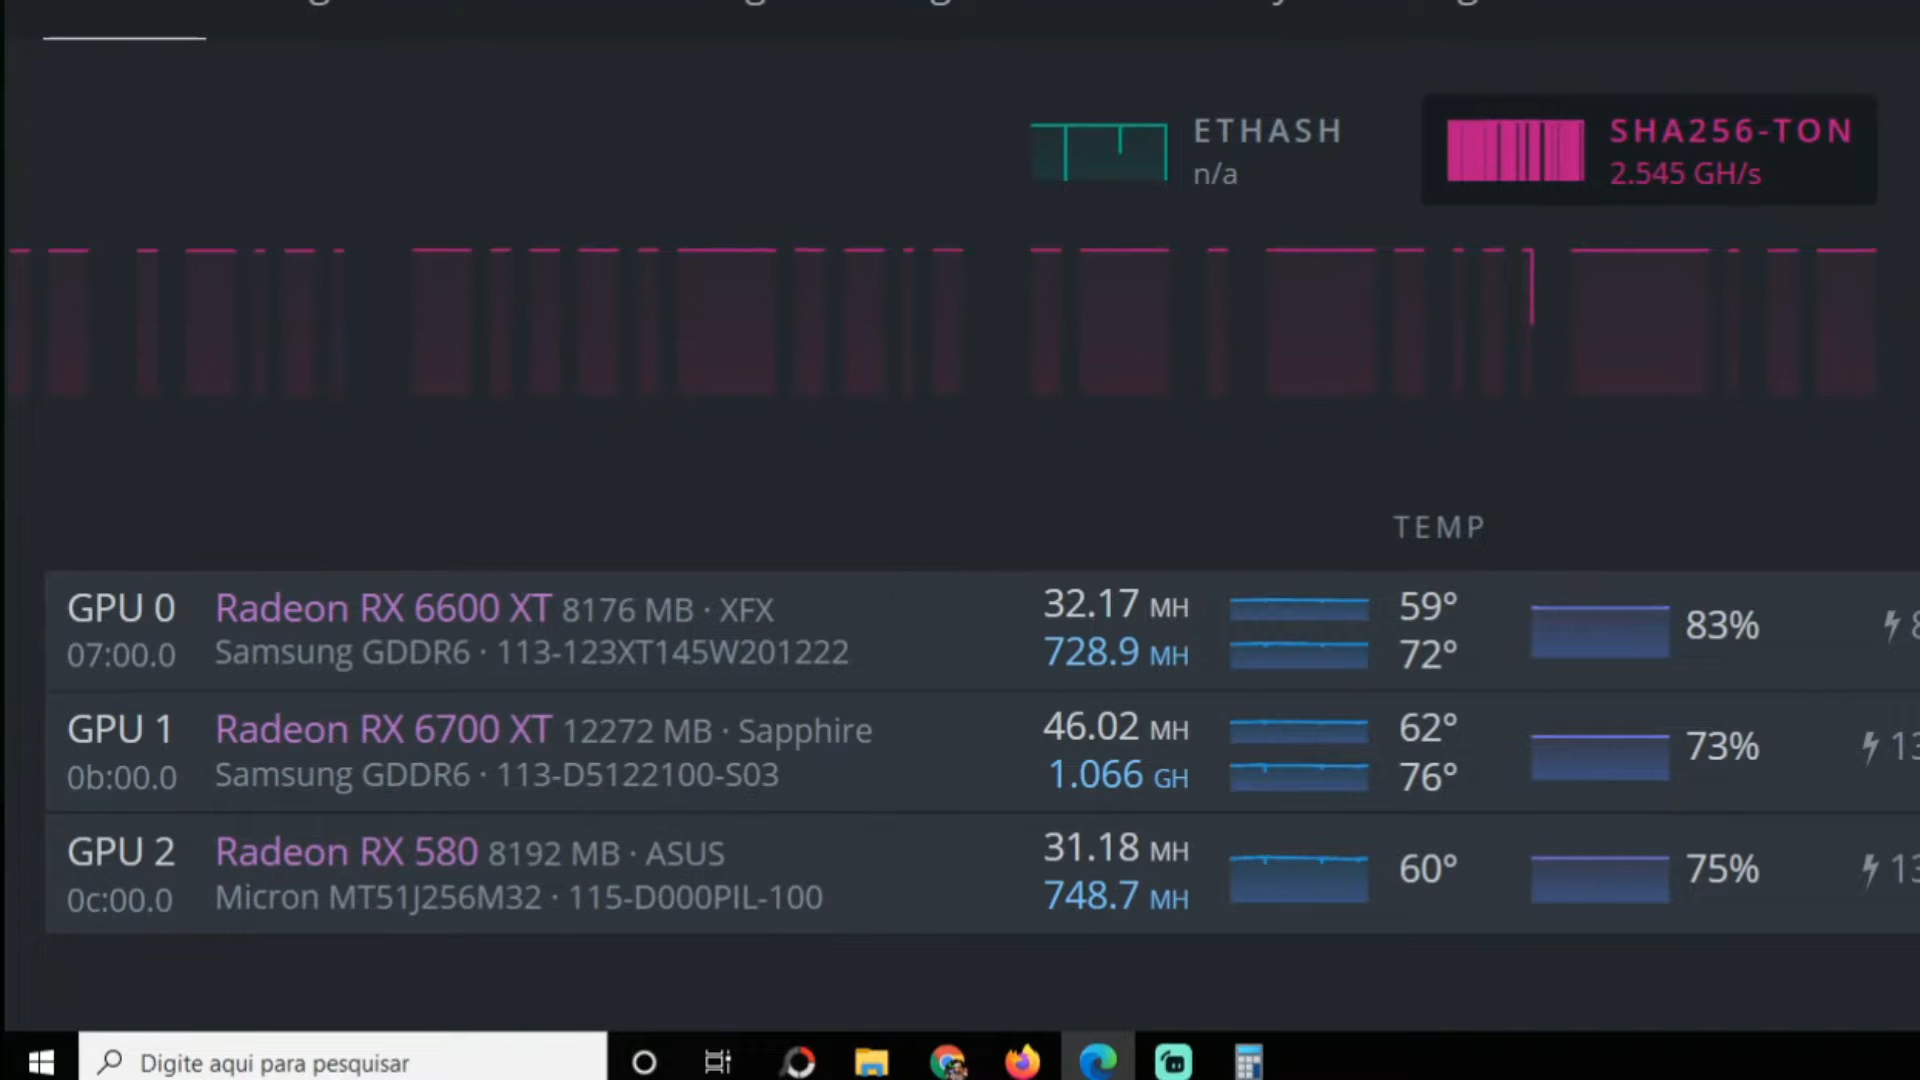 ETHASH
n/a
SHA256-TON
2.545 GH/s
TEMP
GPU 0 Radeon RX 6600 XT 8176 MB · XFX 32.17 MH 59° 83%
07:00.0 Samsung GDDR6 · 113-123XT145W201222 728.9 MH 72°
GPU 1 Radeon RX 6700 XT 12272 MB · Sapphire 46.02 MH 62° 73% 13
0b:00.0 Samsung GDDR6 · 113-D5122100-S03 1.066 GH 76°
GPU 2 Radeon RX 580 8192 MB · ASUS 31.18 MH 60° 75% 13
0c:00.0 Micron MT51J256M32 · 115-D000PIL-100 748.7 MH
Digite aqui para pesquisar